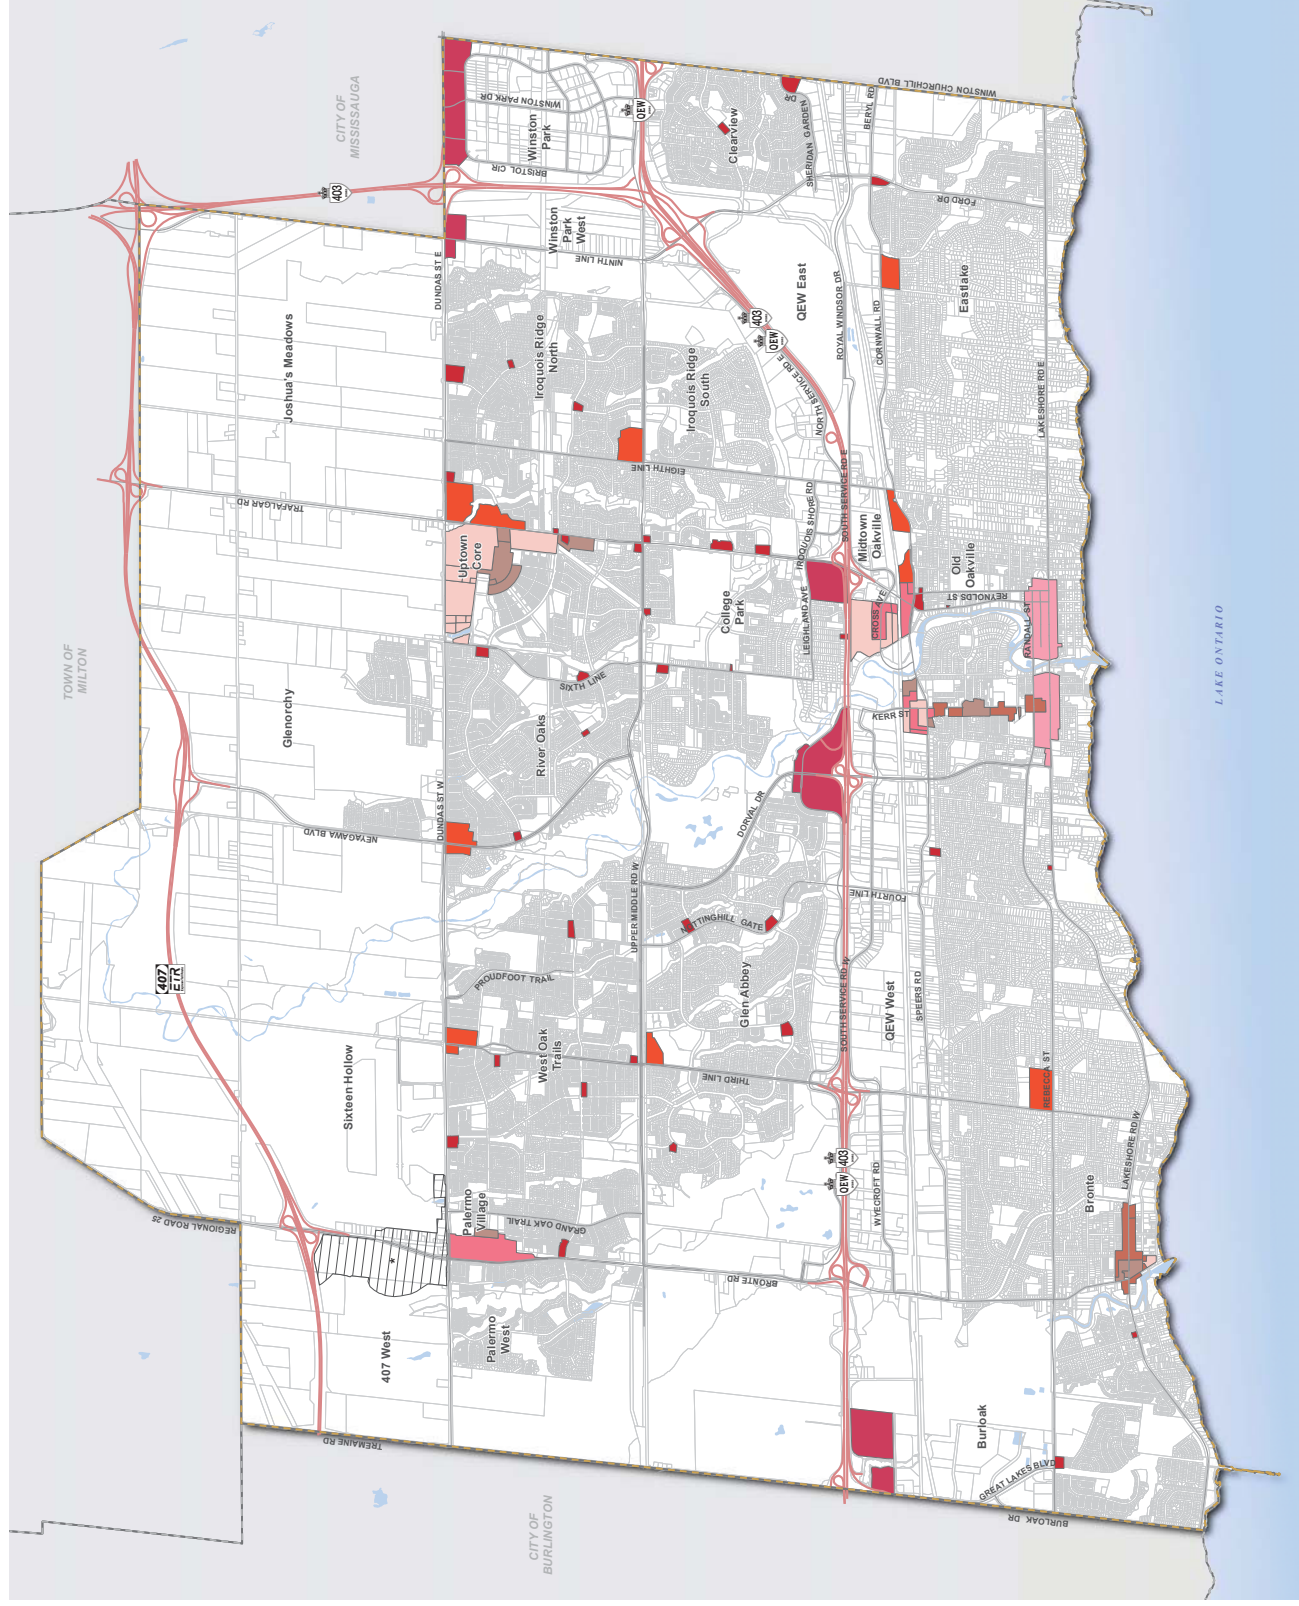 CITY OF
MISSISSAUGA
TOWN OF
MILTON
CITY OF
BURLINGTON
LAKE ONTARIO
WINSTON CHURCHILL BLVD
WINSTON PARK DR
Winston
Park
BRISTOL CIR
QEW
403
Clearview
SHERIDAN GARDEN
DR
BERYL RD
FORD DR
Winston
Park
West
NINTH LINE
DUNDAS ST E
Joshua's Meadows
Iroquois Ridge
North
Iroquois Ridge
South
QEW East
403
QEW
ROYAL WINDSOR DR
CORNWALL RD
Eastlake
LAKESHORE RD E
NORTH SERVICE RD E
SOUTH SERVICE RD E
EIGHTH LINE
TRAFALGAR RD
IROQUOIS SHORE RD
Midtown
Oakville
Uptown
Core
College
Park
LEIGHLAND AVE
CROSS AVE
Old
Oakville
REYNOLDS ST
RANDALL ST
SIXTH LINE
Glenorchy
River Oaks
KERR ST
DUNDAS ST W
NEYAGAWA BLVD
DORVAL DR
UPPER MIDDLE RD W
NOTTINGHILL GATE
FOURTH LINE
407
ETR
PROUDFOOT TRAIL
Glen Abbey
SOUTH SERVICE RD W
QEW West
SPEERS RD
Sixteen Hollow
West Oak
Trails
THIRD LINE
REBECCA ST
403
QEW
WYECROFT RD
LAKESHORE RD W
Bronte
REGIONAL ROAD 25
Palermo
Village
GRAND OAK TRAIL
*
BRONTE RD
407 West
Palermo
West
Burloak
TREMAINE RD
GREAT LAKES BLVD
BURLOAK DR